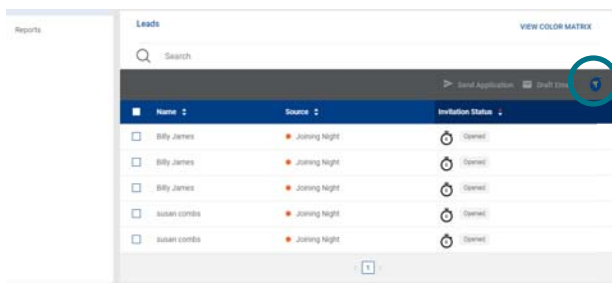 Reports
Leads
VIEW COLOR MATRIX
Search
Send Application Draft Email
Name Source Invitation Status
Billy James Joining Night Opened
Billy James Joining Night Opened
Billy James Joining Night Opened
susan combs Joining Night Opened
susan combs Joining Night Opened
1